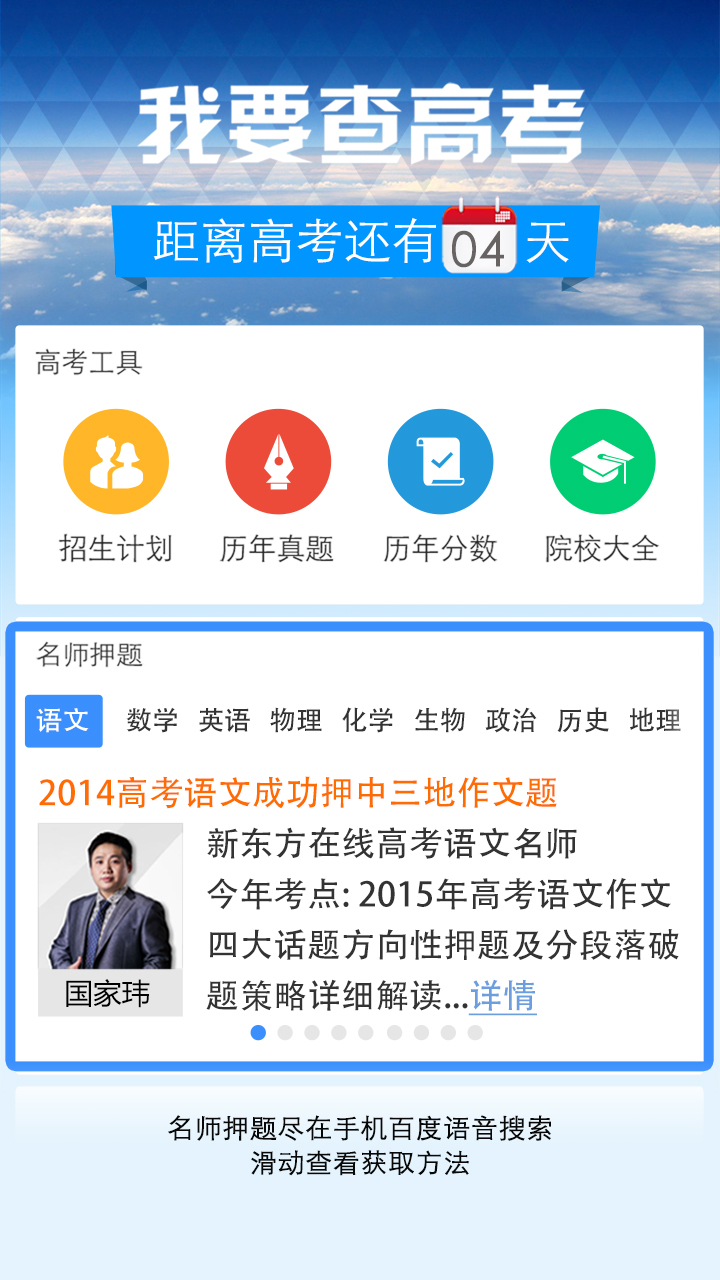 我要查高考
距离高考还有04天
高考工具
招生计划 历年真题 历年分数 院校大全
名师押题
语文 数学 英语 物理 化学 生物 政治 历史 地理
2014高考语文成功押中三地作文题
新东方在线高考语文名师
今年考点: 2015年高考语文作文
四大话题方向性押题及分段落破
题策略详细解读...详情
国家玮
名师押题尽在手机百度语音搜索
滑动查看获取方法